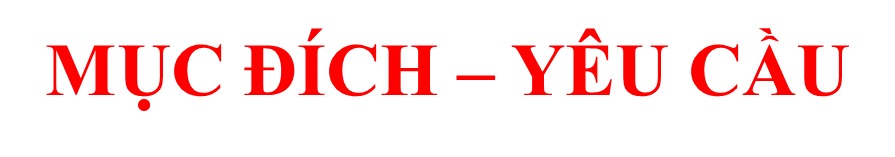 MỤC ĐÍCH – YÊU CẦU